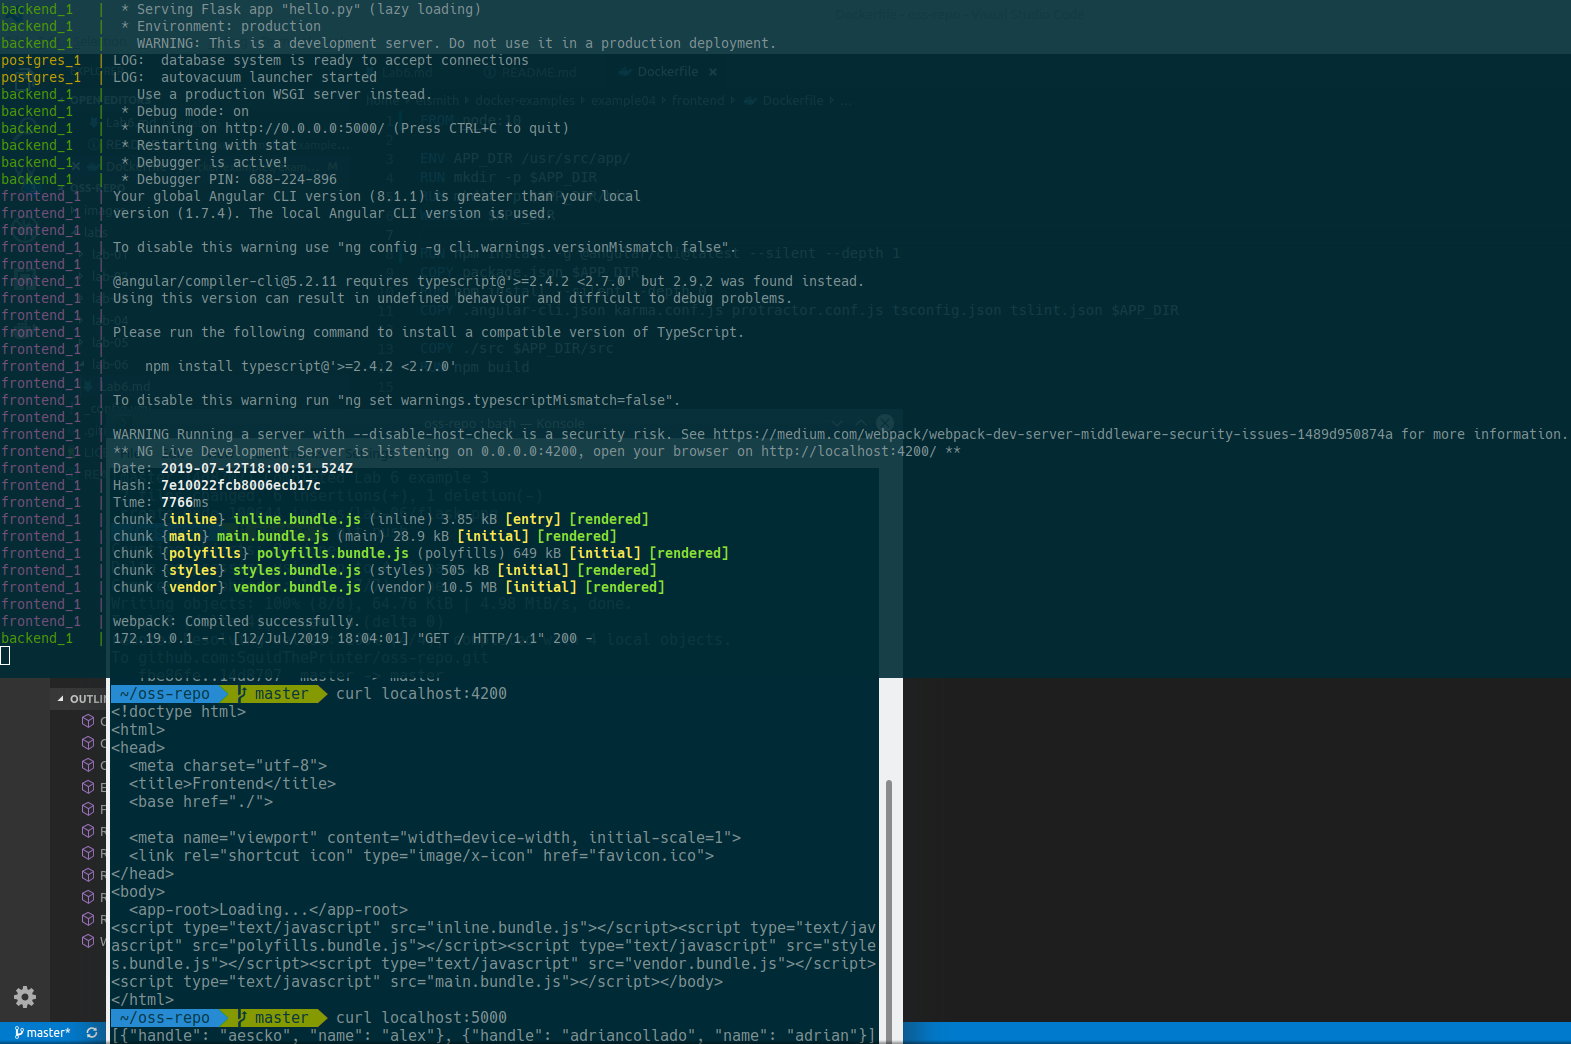 backend_1   |  * Serving Flask app "hello.py" (lazy loading)
backend_1   |  * Environment: production
backend_1   |    WARNING: This is a development server. Do not use it in a production deployment.
postgres_1  | LOG:  database system is ready to accept connections
postgres_1  | LOG:  autovacuum launcher started
backend_1   |    Use a production WSGI server instead.
backend_1   |  * Debug mode: on
backend_1   |  * Running on http://0.0.0.0:5000/ (Press CTRL+C to quit)
backend_1   |  * Restarting with stat
backend_1   |  * Debugger is active!
backend_1   |  * Debugger PIN: 688-224-896
frontend_1  | Your global Angular CLI version (8.1.1) is greater than your local
frontend_1  | version (1.7.4). The local Angular CLI version is used.
frontend_1  |
frontend_1  | To disable this warning use "ng config -g cli.warnings.versionMismatch false".
frontend_1  |
frontend_1  | @angular/compiler-cli@5.2.11 requires typescript@'>=2.4.2 <2.7.0' but 2.9.2 was found instead.
frontend_1  | Using this version can result in undefined behaviour and difficult to debug problems.
frontend_1  |
frontend_1  | Please run the following command to install a compatible version of TypeScript.
frontend_1  |
frontend_1  |     npm install typescript@'>=2.4.2 <2.7.0'
frontend_1  |
frontend_1  | To disable this warning run "ng set warnings.typescriptMismatch=false".
frontend_1  |
frontend_1  | WARNING Running a server with --disable-host-check is a security risk. See https://medium.com/webpack/webpack-dev-server-middleware-security-issues-1489d950874a for more information.
frontend_1  | ** NG Live Development Server is listening on 0.0.0.0:4200, open your browser on http://localhost:4200/ **
frontend_1  | Date: 2019-07-12T18:00:51.524Z
frontend_1  | Hash: 7e10022fcb8006ecb17c
frontend_1  | Time: 7766ms
frontend_1  | chunk {inline} inline.bundle.js (inline) 3.85 kB [entry] [rendered]
frontend_1  | chunk {main} main.bundle.js (main) 28.9 kB [initial] [rendered]
frontend_1  | chunk {polyfills} polyfills.bundle.js (polyfills) 649 kB [initial] [rendered]
frontend_1  | chunk {styles} styles.bundle.js (styles) 505 kB [initial] [rendered]
frontend_1  | chunk {vendor} vendor.bundle.js (vendor) 10.5 MB [initial] [rendered]
frontend_1  |
frontend_1  | webpack: Compiled successfully.
backend_1   | 172.19.0.1 - - [12/Jul/2019 18:04:01] "GET / HTTP/1.1" 200 -
OUTLI
~/oss-repo master curl localhost:4200
<!doctype html>
<html>
<head>
  <meta charset="utf-8">
  <title>Frontend</title>
  <base href="./">
  <meta name="viewport" content="width=device-width, initial-scale=1">
  <link rel="shortcut icon" type="image/x-icon" href="favicon.ico">
</head>
<body>
  <app-root>Loading...</app-root>
<script type="text/javascript" src="inline.bundle.js"></script><script type="text/jav
ascript" src="polyfills.bundle.js"></script><script type="text/javascript" src="style
s.bundle.js"></script><script type="text/javascript" src="vendor.bundle.js"></script>
<script type="text/javascript" src="main.bundle.js"></script></body>
</html>
~/oss-repo master curl localhost:5000
[{"handle": "aescko", "name": "alex"}, {"handle": "adriancollado", "name": "adrian"}]
master*